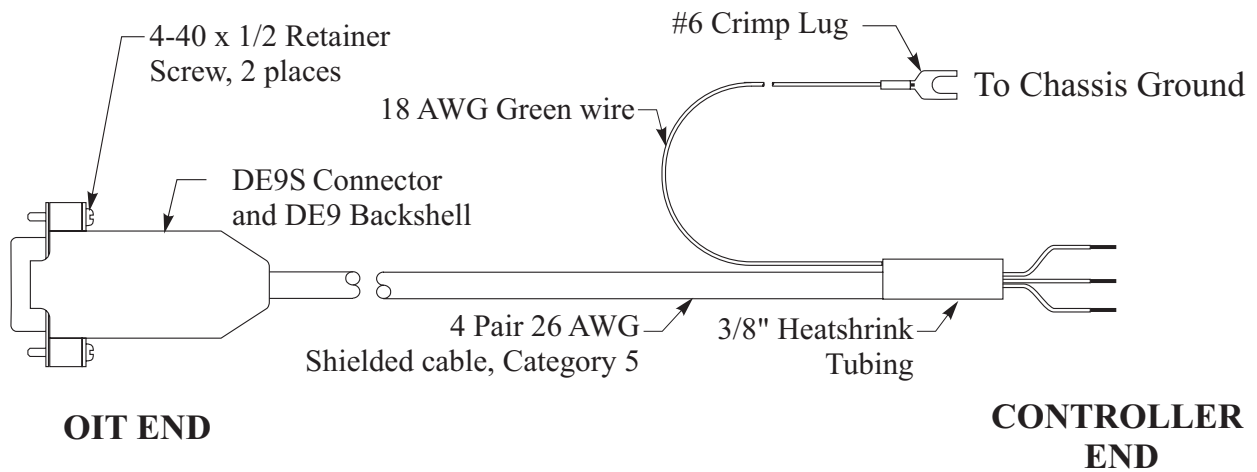 4-40 x 1/2 Retainer
Screw, 2 places
#6 Crimp Lug
To Chassis Ground
18 AWG Green wire
DE9S Connector
and DE9 Backshell
4 Pair 26 AWG
Shielded cable, Category 5
3/8" Heatshrink
Tubing
OIT END
CONTROLLER
END